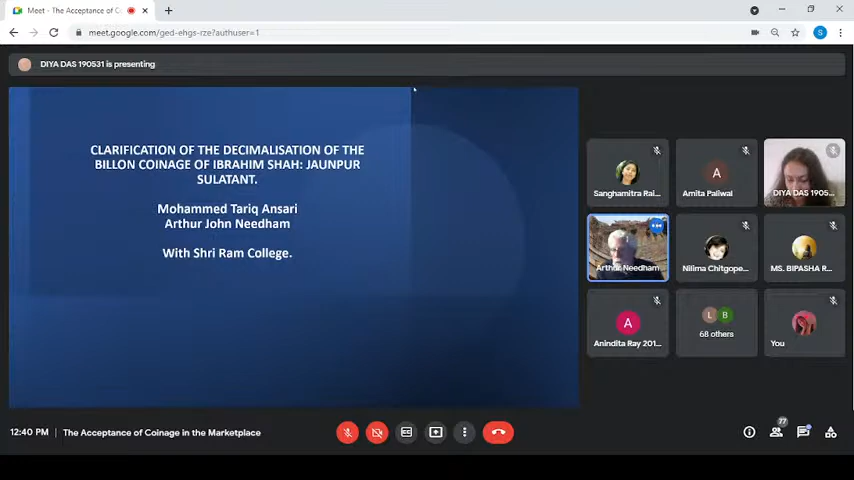 Meet - The Acceptance of C
meet.google.com/ged-ehgs-rze?authuser=1
S
DIYA DAS 190531 is presenting
CLARIFICATION OF THE DECIMALISATION OF THE
BILLON COINAGE OF IBRAHIM SHAH: JAUNPUR
SULATANT.
Mohammed Tariq Ansari
Arthur John Needham
With Shri Ram College.
Sanghamitra Rai...
A
Amita Paliwal
DIYA DAS 1905...
Arthur Needham
Nilima Chitgope...
MS. BIPASHA R...
A
Anindita Ray 201...
L B
68 others
You
12:40 PM | The Acceptance of Coinage in the Marketplace
77